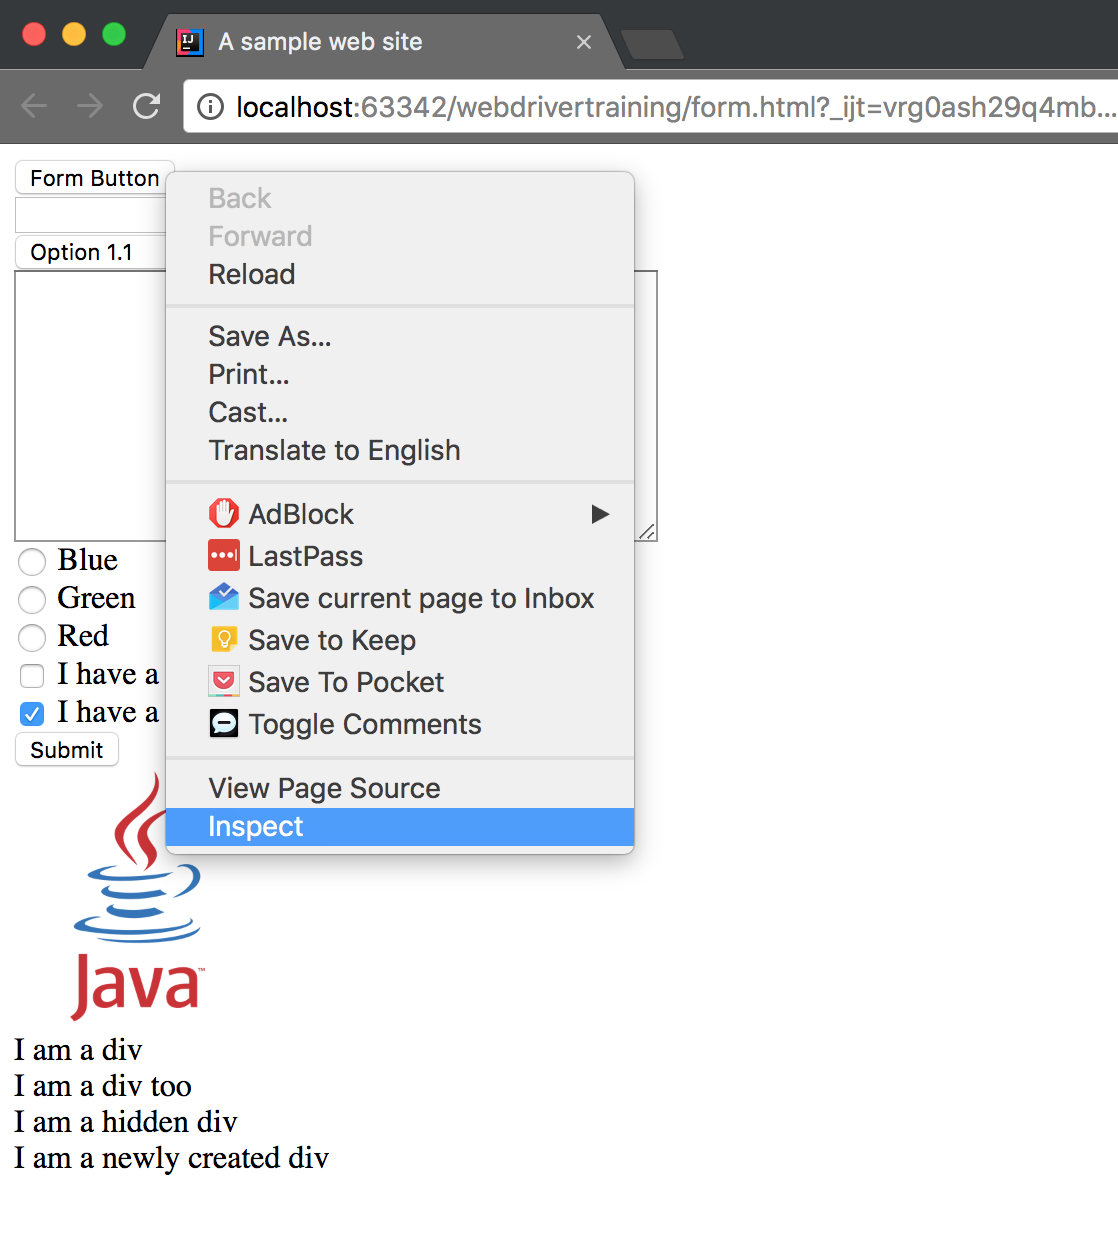 A sample web site
localhost:63342/webdrivertraining/form.html?_ijt=vrg0ash29q4mb...
Form Button
Option 1.1
Back
Forward
Reload
Save As...
Print...
Cast...
Translate to English
AdBlock
LastPass
Save current page to Inbox
Save to Keep
Save To Pocket
Toggle Comments
View Page Source
Inspect
Blue
Green
Red
I have a
I have a
Submit
Java™
I am a div
I am a div too
I am a hidden div
I am a newly created div